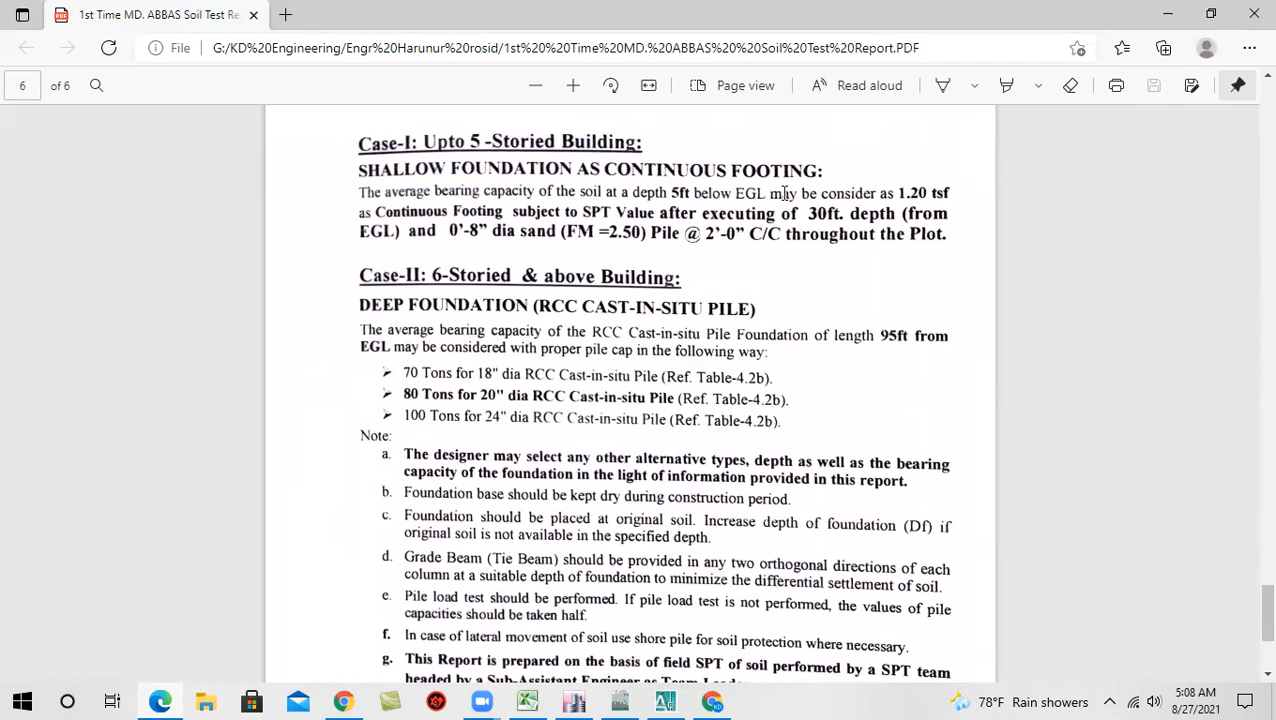 1st Time MD. ABBAS Soil Test Re
File G:/KD%20Engineering/Engr%20Harunur%20rosid/1st%20Time%20MD.%20ABBAS%20Soil%20Test%20Report.PDF
6 of 6 Page view Read aloud
Case-I: Upto 5 -Storied Building:
SHALLOW FOUNDATION AS CONTINUOUS FOOTING:
The average bearing capacity of the soil at a depth 5ft below EGL may be consider as 1.20 tsf
as Continuous Footing subject to SPT Value after executing of 30ft. depth (from
EGL) and 0'-8" dia sand (FM =2.50) Pile @ 2'-0" C/C throughout the Plot.
Case-II: 6-Storied & above Building:
DEEP FOUNDATION (RCC CAST-IN-SITU PILE)
The average bearing capacity of the RCC Cast-in-situ Pile Foundation of length 95ft from
EGL may be considered with proper pile cap in the following way:
➢ 70 Tons for 18" dia RCC Cast-in-situ Pile (Ref. Table-4.2b).
➢ 80 Tons for 20" dia RCC Cast-in-situ Pile (Ref. Table-4.2b).
➢ 100 Tons for 24" dia RCC Cast-in-situ Pile (Ref. Table-4.2b).
Note:
a. The designer may select any other alternative types, depth as well as the bearing
capacity of the foundation in the light of information provided in this report.
b. Foundation base should be kept dry during construction period.
c. Foundation should be placed at original soil. Increase depth of foundation (Df) if
original soil is not available in the specified depth.
d. Grade Beam (Tie Beam) should be provided in any two orthogonal directions of each
column at a suitable depth of foundation to minimize the differential settlement of soil.
e. Pile load test should be performed. If pile load test is not performed, the values of pile
capacities should be taken half.
f. In case of lateral movement of soil use shore pile for soil protection where necessary.
g. This Report is prepared on the basis of field SPT of soil performed by a SPT team
headed by a Sub-Assistant Engineer as Team
78°F Rain showers
5:08 AM
8/27/2021